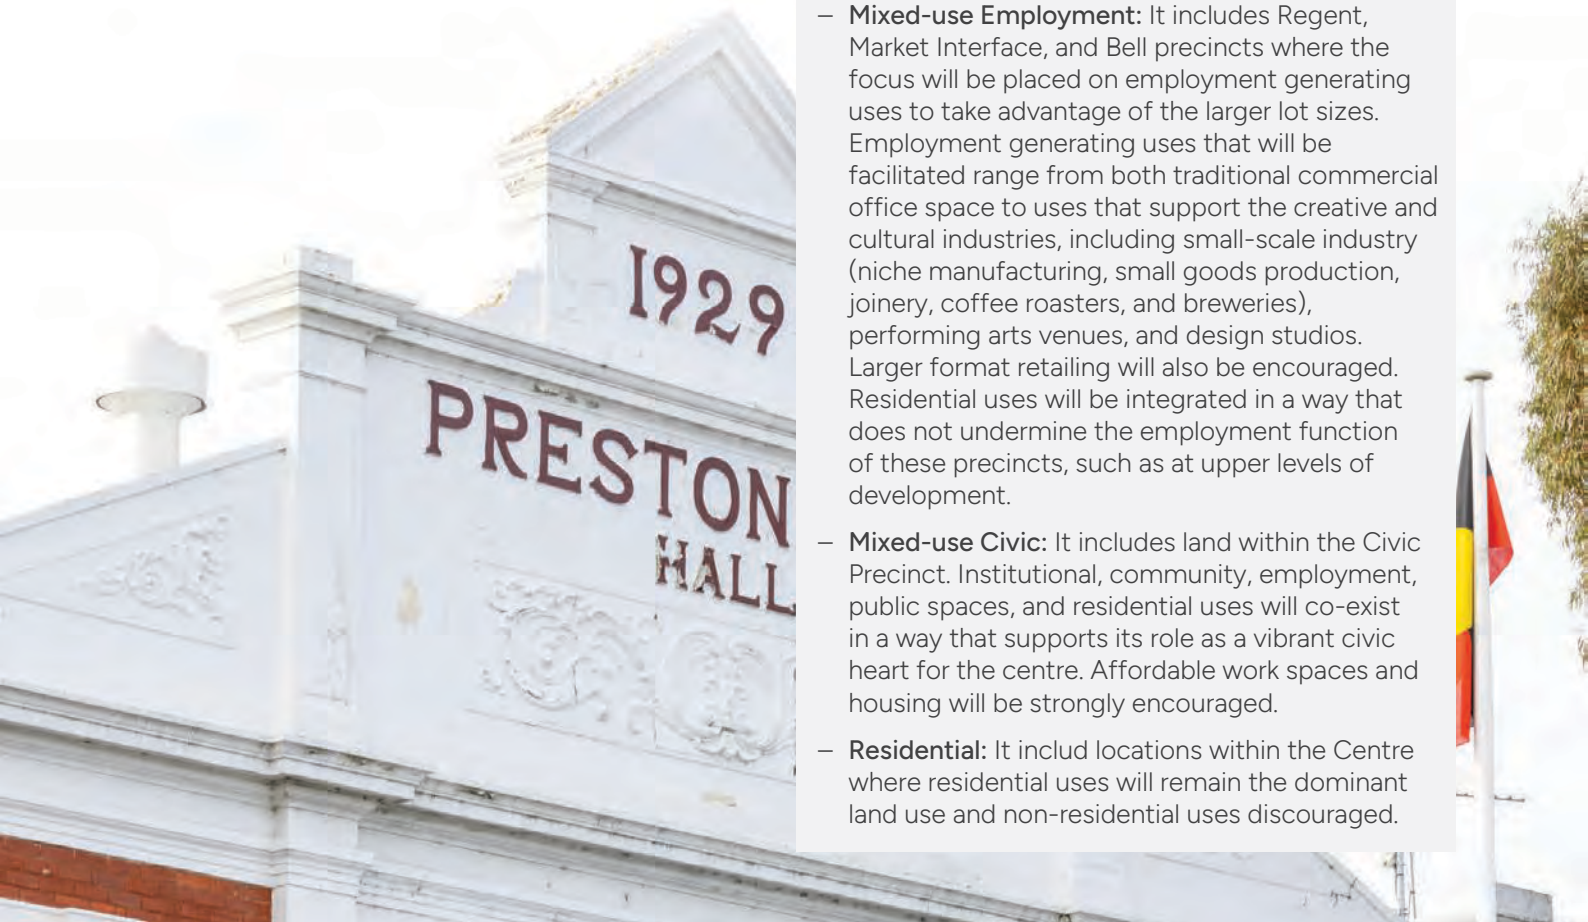 1929
PRESTON
HALL
– Mixed-use Employment: It includes Regent,
Market Interface, and Bell precincts where the
focus will be placed on employment generating
uses to take advantage of the larger lot sizes.
Employment generating uses that will be
facilitated range from both traditional commercial
office space to uses that support the creative and
cultural industries, including small-scale industry
(niche manufacturing, small goods production,
joinery, coffee roasters, and breweries),
performing arts venues, and design studios.
Larger format retailing will also be encouraged.
Residential uses will be integrated in a way that
does not undermine the employment function
of these precincts, such as at upper levels of
development.
– Mixed-use Civic: It includes land within the Civic
Precinct. Institutional, community, employment,
public spaces, and residential uses will co-exist
in a way that supports its role as a vibrant civic
heart for the centre. Affordable work spaces and
housing will be strongly encouraged.
– Residential: It includ locations within the Centre
where residential uses will remain the dominant
land use and non-residential uses discouraged.